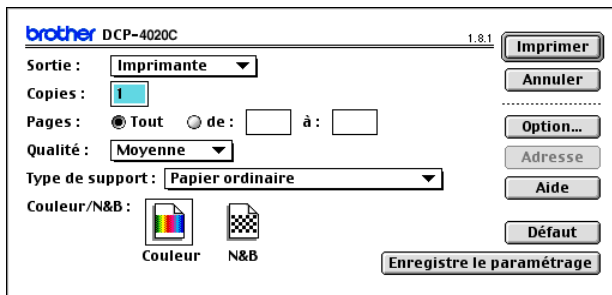 brother DCP-4020C 1.8.1
Imprimer
Sortie : Imprimante
Annuler
Copies : 1
Pages : Tout de : à :
Option...
Qualité : Moyenne
Adresse
Type de support : Papier ordinaire
Aide
Couleur/N&B :
Défaut
Couleur N&B
Enregistre le paramétrage